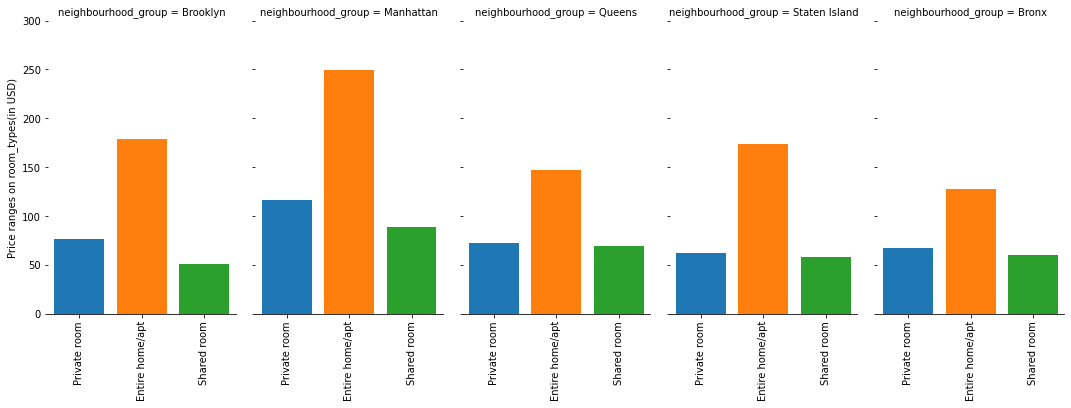 neighbourhood_group = Brooklyn
neighbourhood_group = Manhattan
neighbourhood_group = Queens
neighbourhood_group = Staten Island
neighbourhood_group = Bronx
Price ranges on room_types(in USD)
300
250
200
150
100
50
0
Private room
Entire home/apt
Shared room
Private room
Entire home/apt
Shared room
Private room
Entire home/apt
Shared room
Private room
Entire home/apt
Shared room
Private room
Entire home/apt
Shared room